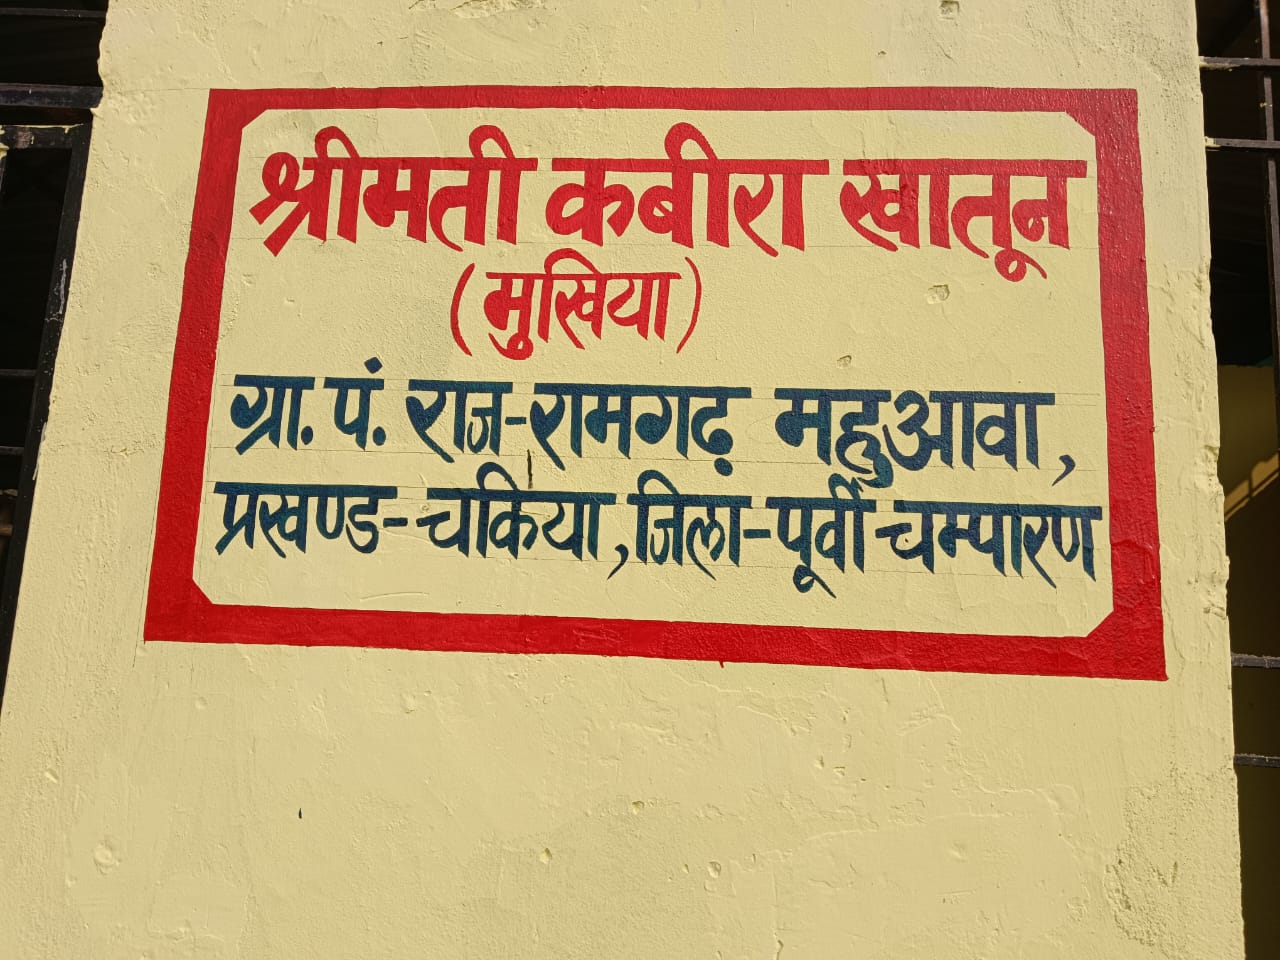 श्रीमती कबीरा खातून
(मुखिया)
ग्रा. पं. राज-रामगढ़ महुआवा,
प्रखण्ड-चकिया, जिला-पूर्वी चम्पारण